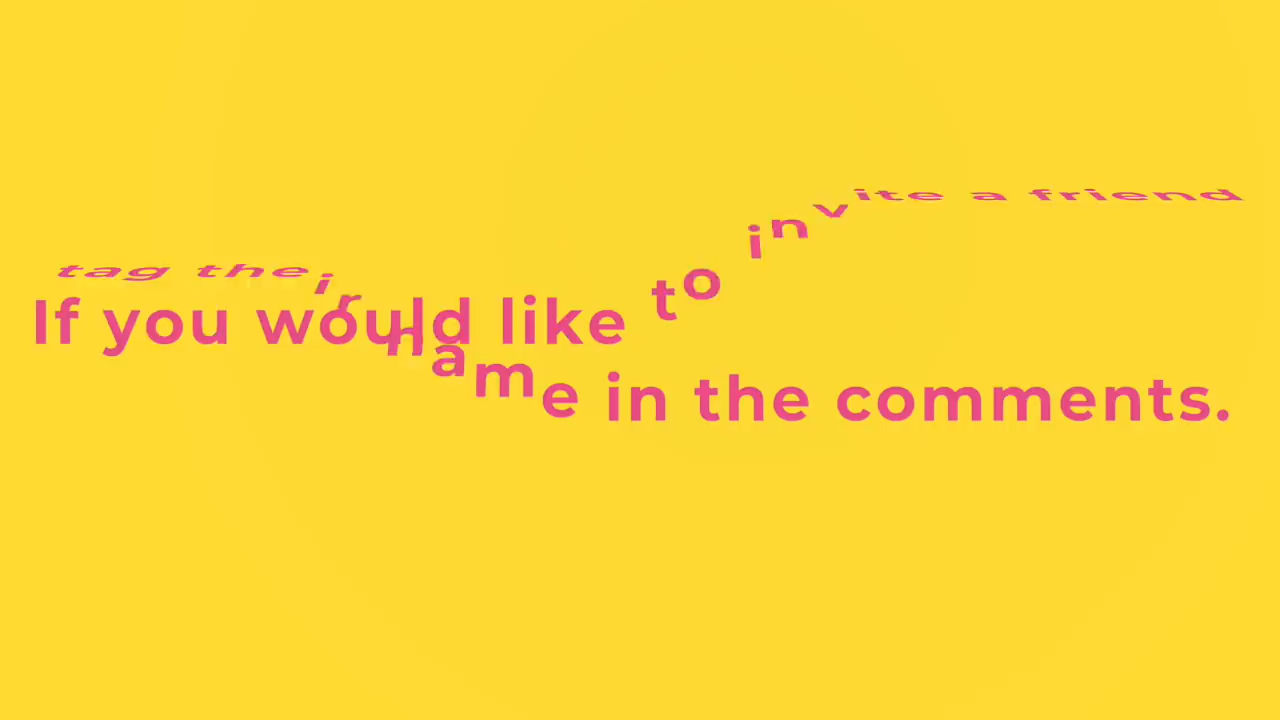 If you would like to invite a friend
tag their name in the comments.